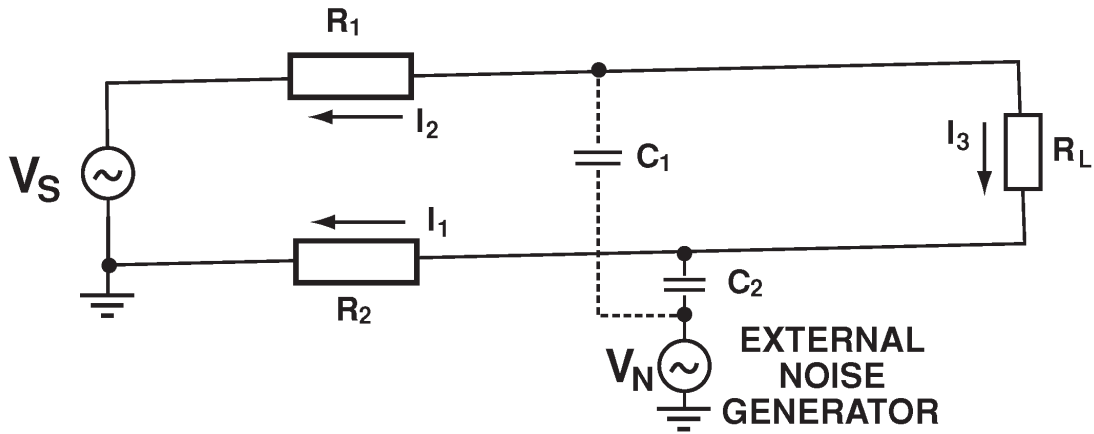 R1
I2
I3
RL
C1
VS
I1
C2
R2
VN
EXTERNAL
NOISE
GENERATOR